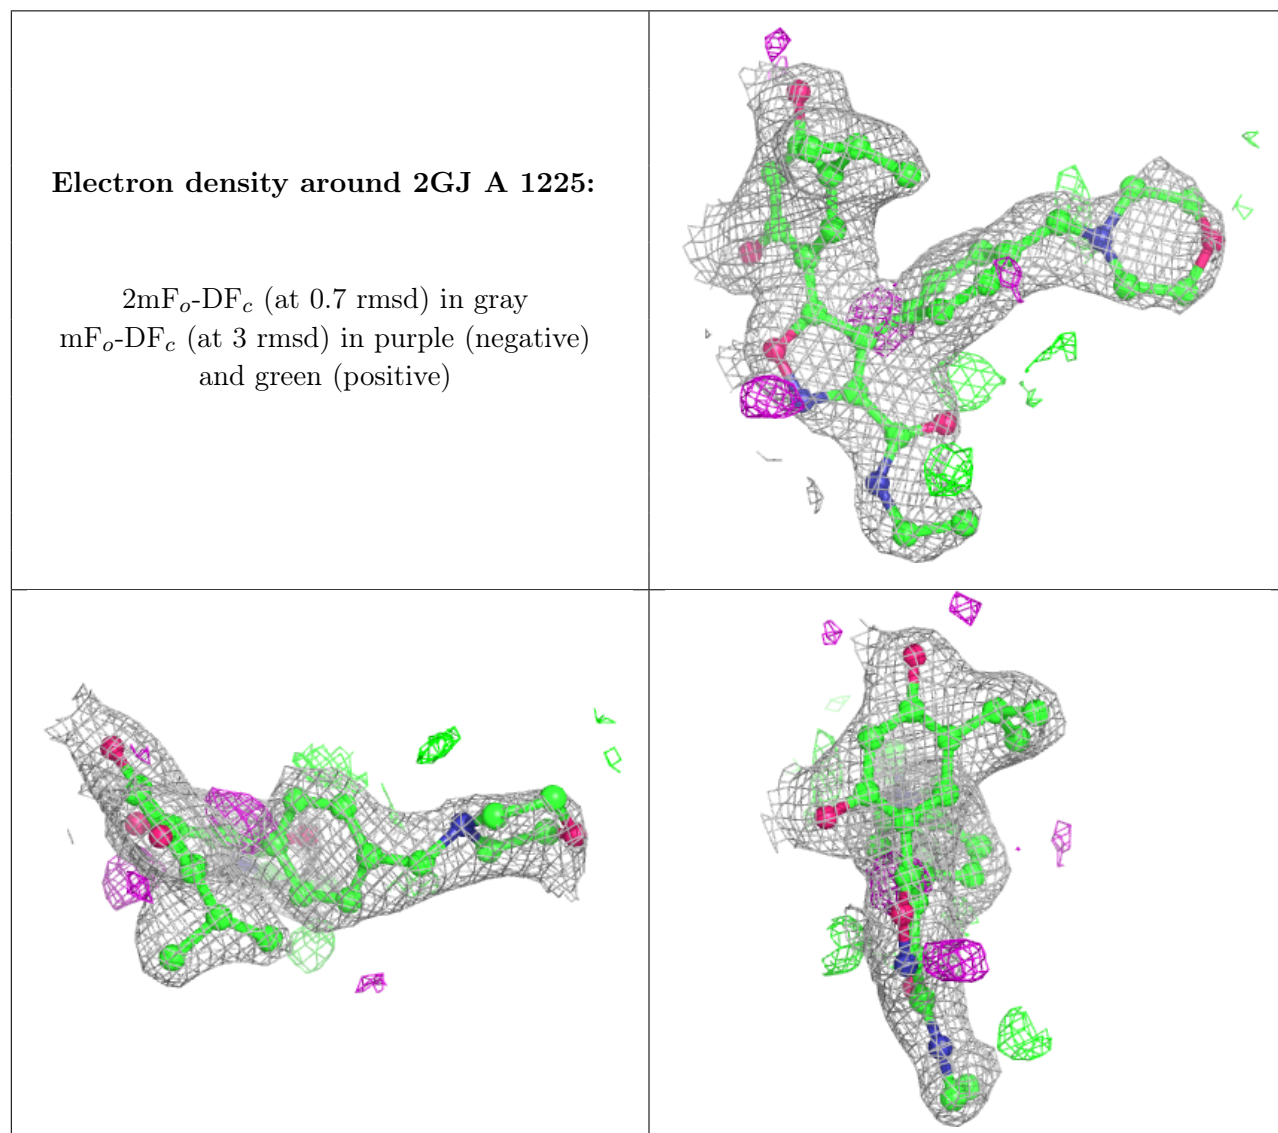 Electron density around 2GJ A 1225:
2mFo-DFc (at 0.7 rmsd) in gray
mFo-DFc (at 3 rmsd) in purple (negative)
and green (positive)